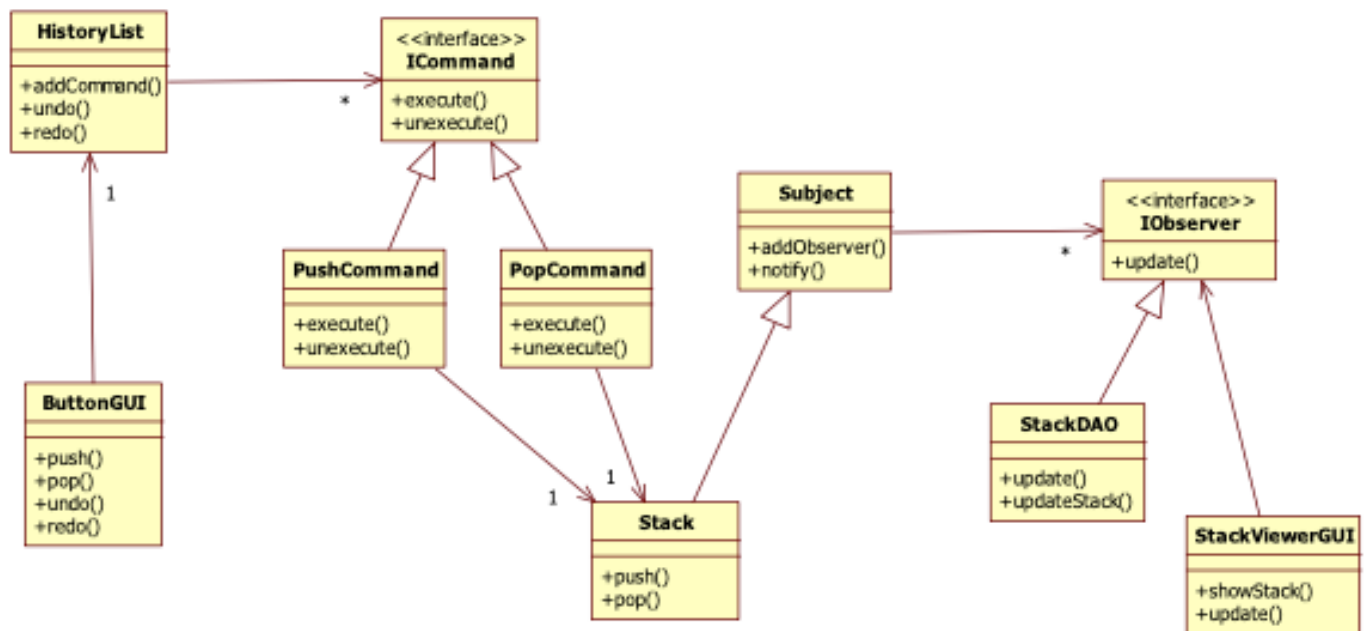 HistoryList
+addCommand()
+undo()
+redo()
<<interface>>
ICommand
+execute()
+unexecute()
*
1
Subject
+addObserver()
+notify()
<<interface>>
IObserver
+update()
*
PushCommand
+execute()
+unexecute()
PopCommand
+execute()
+unexecute()
ButtonGUI
+push()
+pop()
+undo()
+redo()
1
1
Stack
+push()
+pop()
StackDAO
+update()
+updateStack()
StackViewerGUI
+showStack()
+update()